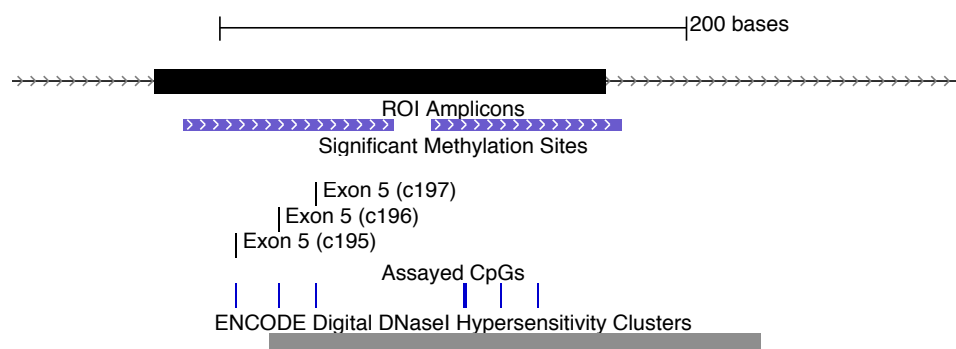 200 bases
ROI Amplicons
Significant Methylation Sites
Exon 5 (c197)
Exon 5 (c196)
Exon 5 (c195)
Assayed CpGs
ENCODE Digital DNaseI Hypersensitivity Clusters